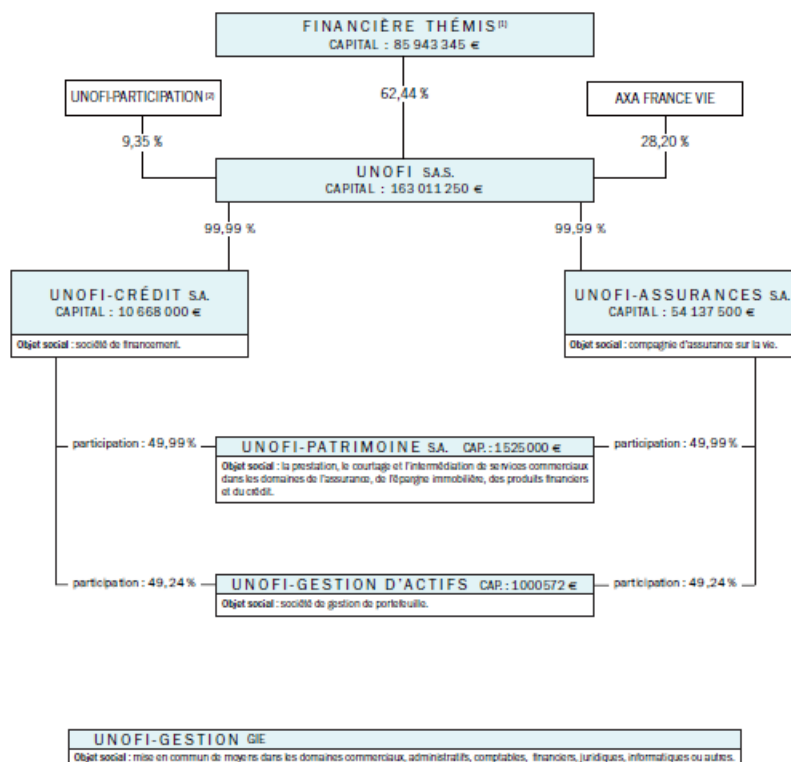 FINANCIÈRE THÉMIS [1]
CAPITAL : 85 943 345 €
UNOFI-PARTICIPATION [2]
62,44 %
AXA FRANCE VIE
9,35 %
28,20 %
UNOFI S.A.S.
CAPITAL : 163 011 250 €
99,99 %
99,99 %
UNOFI-CRÉDIT S.A.
CAPITAL : 10 668 000 €
Objet social : société de financement.
UNOFI-ASSURANCES S.A.
CAPITAL : 54 137 500 €
Objet social : compagnie d'assurance sur la vie.
participation : 49,99 %
UNOFI-PATRIMOINE S.A. CAP. : 1 525 000 €
participation : 49,99 %
Objet social : la prestation, le courtage et l'intermédiation de services commerciaux
dans les domaines de l'assurance, de l'épargne immobilière, des produits financiers
et du crédit.
participation : 49,24 %
UNOFI-GESTION D'ACTIFS CAP. : 1 000 572 €
participation : 49,24 %
Objet social : société de gestion de portefeuille.
UNOFI-GESTION GIE
Objet social : mise en commun de moyens dans les domaines commerciaux, administratifs, comptables, financiers, juridiques, informatiques ou autres.